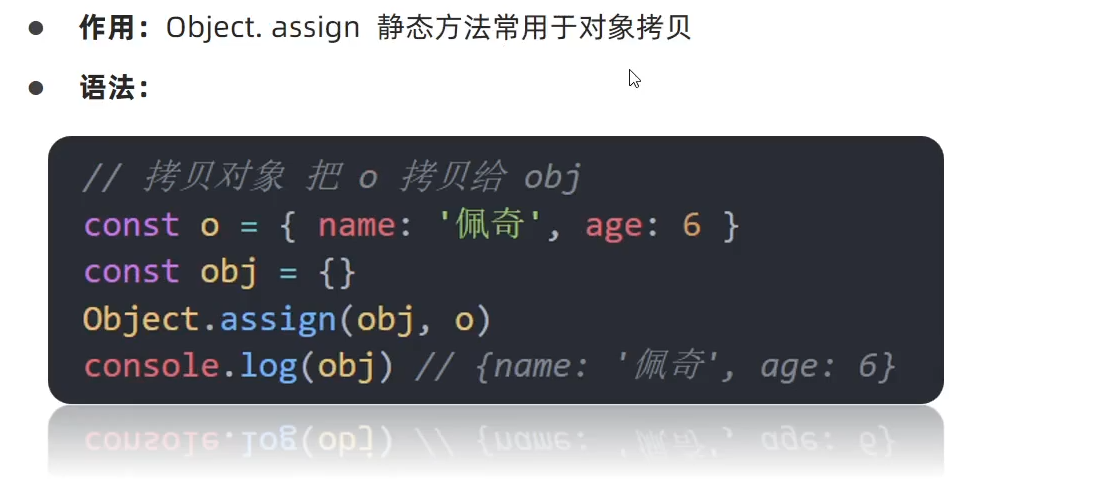 作用：Object. assign 静态方法常用于对象拷贝
语法：
// 拷贝对象 把 o 拷贝给 obj
const o = { name: '佩奇', age: 6 }
const obj = {}
Object.assign(obj, o)
console.log(obj) // {name: '佩奇', age: 6}